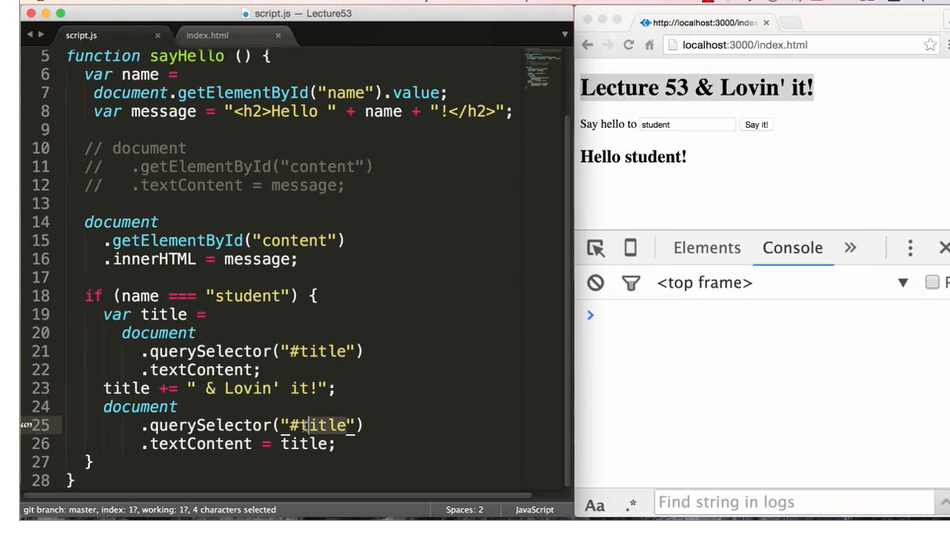 script.js — Lecture53
script.js × index.html ×
5 function sayHello () {
6 var name =
7 document.getElementById("name").value;
8 var message = "<h2>Hello " + name + "!</h2>";
9
10 // document
11 // .getElementById("content")
12 // .textContent = message;
13
14 document
15 .getElementById("content")
16 .innerHTML = message;
17
18 if (name === "student") {
19 var title =
20 document
21 .querySelector("#title")
22 .textContent;
23 title += " & Lovin' it!";
24 document
25 .querySelector("#title")
26 .textContent = title;
27 }
28 }
git branch: master, index: 1?, working: 1?, 4 characters selected Spaces: 2 JavaScript
http://localhost:3000/index ×
localhost:3000/index.html
Lecture 53 & Lovin' it!
Say hello to student Say it!
Hello student!
Elements Console »
<top frame> ▼
>
Aa .* Find string in logs